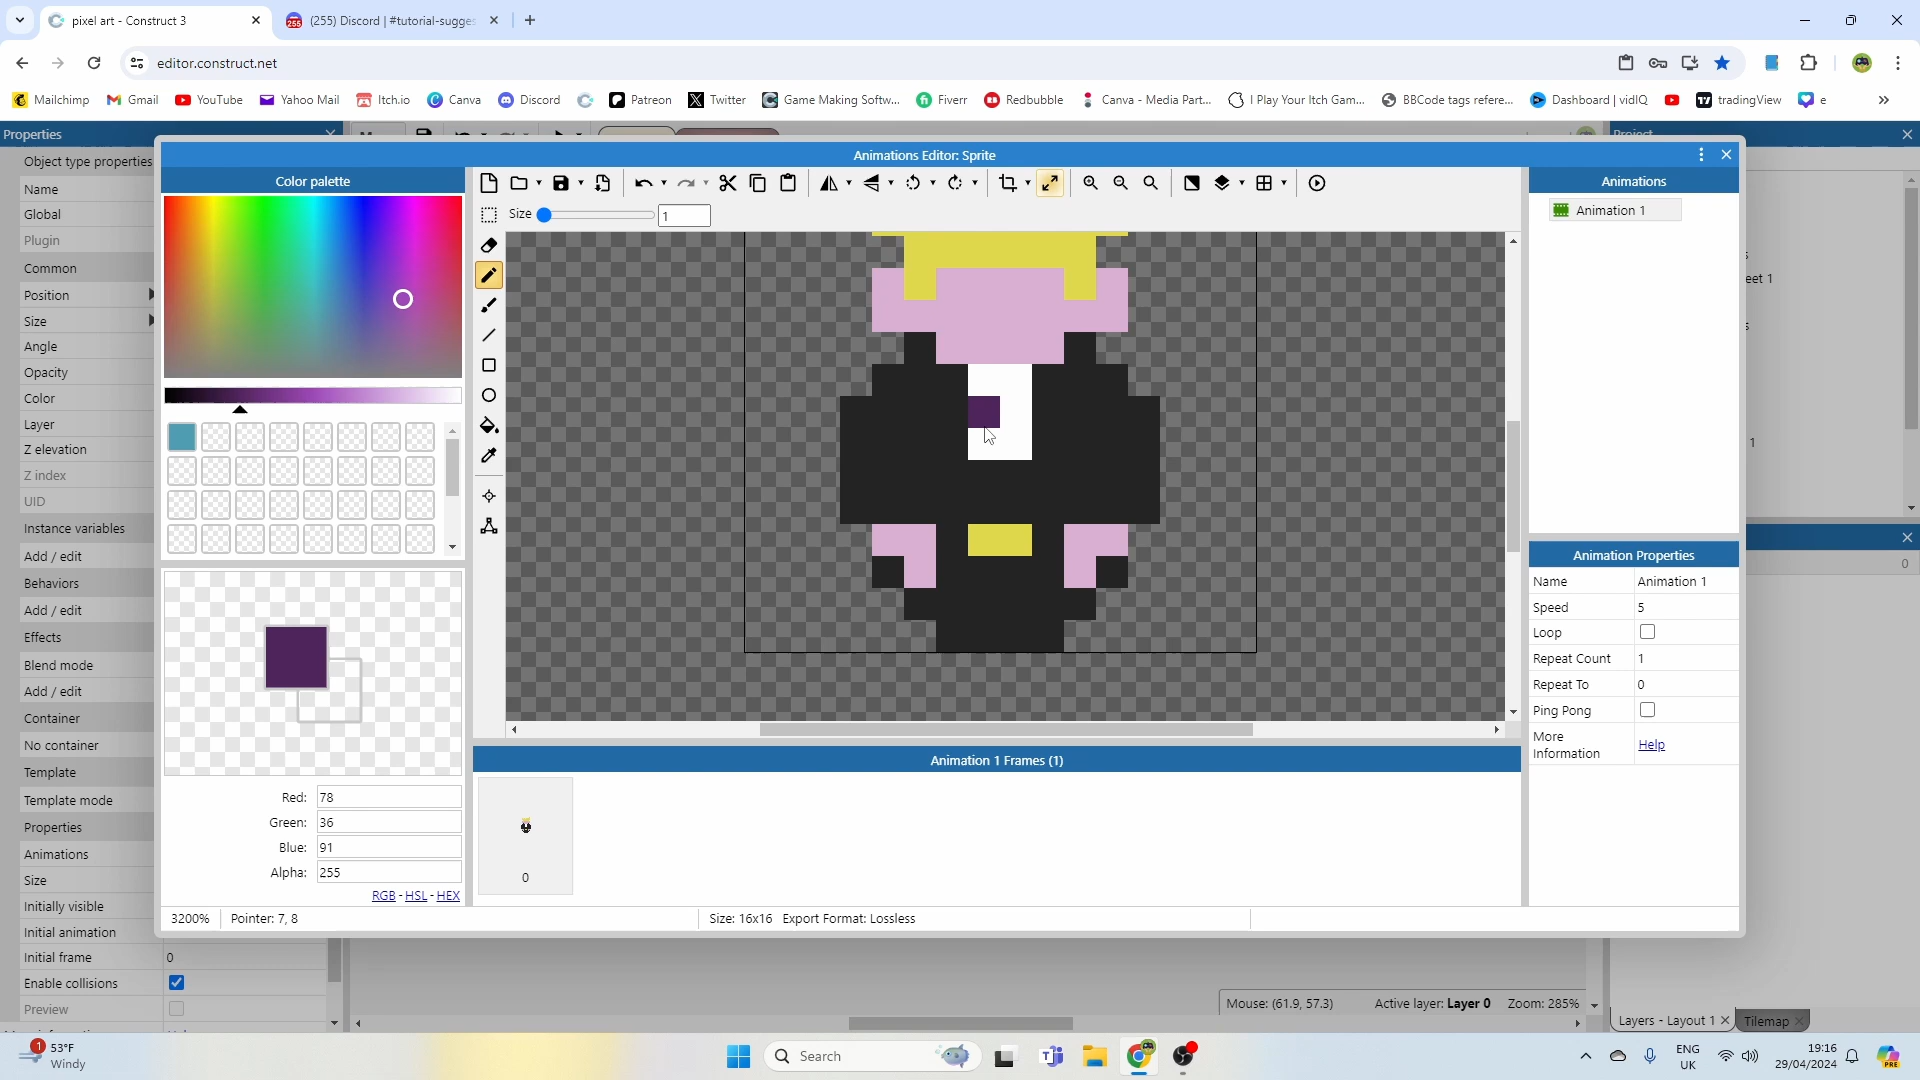 pixel art - Construct 3
(255) Discord | #tutorial-sugges
editor.construct.net
Mailchimp
Gmail
YouTube
Yahoo Mail
Itch.io
Canva
Discord
Patreon
Twitter
Game Making Softw...
Fiverr
Redbubble
Canva - Media Part...
I Play Your Itch Gam...
BBCode tags refere...
Dashboard | vidIQ
tradingView
e
Properties
Project
Object type properties
Name
Global
Plugin
Common
Position
Size
Angle
Opacity
Color
Layer
Z elevation
Z index
UID
Instance variables
Add / edit
Behaviors
Add / edit
Effects
Blend mode
Add / edit
Container
No container
Template
Template mode
Properties
Animations
Size
Initially visible
Initial animation
Initial frame
0
Enable collisions
Preview
Animations Editor: Sprite
Color palette
Size
1
Red: 78
Green: 36
Blue: 91
Alpha: 255
RGB - HSL - HEX
3200%
Pointer: 7, 8
Size: 16x16 Export Format: Lossless
Animation 1 Frames (1)
0
Animations
Animation 1
Animation Properties
Name Animation 1
Speed 5
Loop
Repeat Count 1
Repeat To 0
Ping Pong
More Information Help
eet 1
1
0
Mouse: (61.9, 57.3)
Active layer: Layer 0
Zoom: 285%
Layers - Layout 1
Tilemap
1
53°F
Windy
Search
ENG
UK
19:16
29/04/2024
PRE